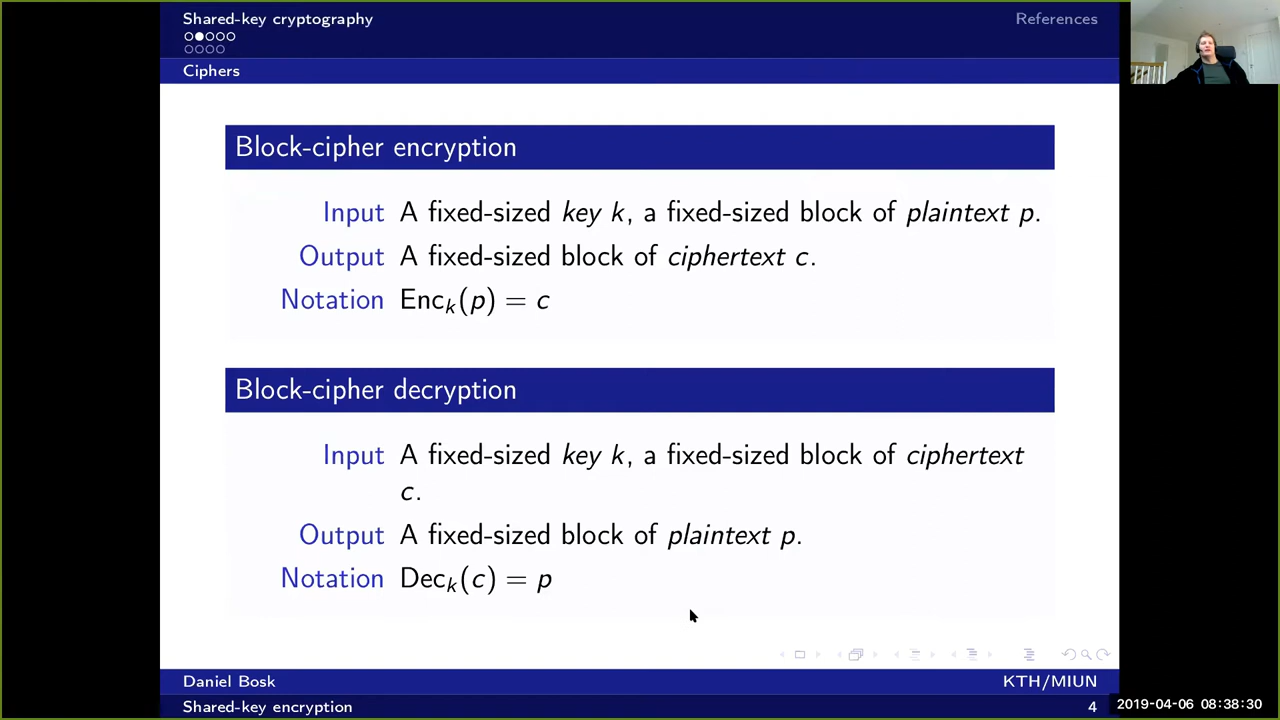 Shared-key cryptography
References
Ciphers
Block-cipher encryption
Input A fixed-sized key k, a fixed-sized block of plaintext p.
Output A fixed-sized block of ciphertext c.
Notation Enc_k(p) = c
Block-cipher decryption
Input A fixed-sized key k, a fixed-sized block of ciphertext
c.
Output A fixed-sized block of plaintext p.
Notation Dec_k(c) = p
Daniel Bosk
KTH/MIUN
Shared-key encryption
4
2019-04-06 08:38:30